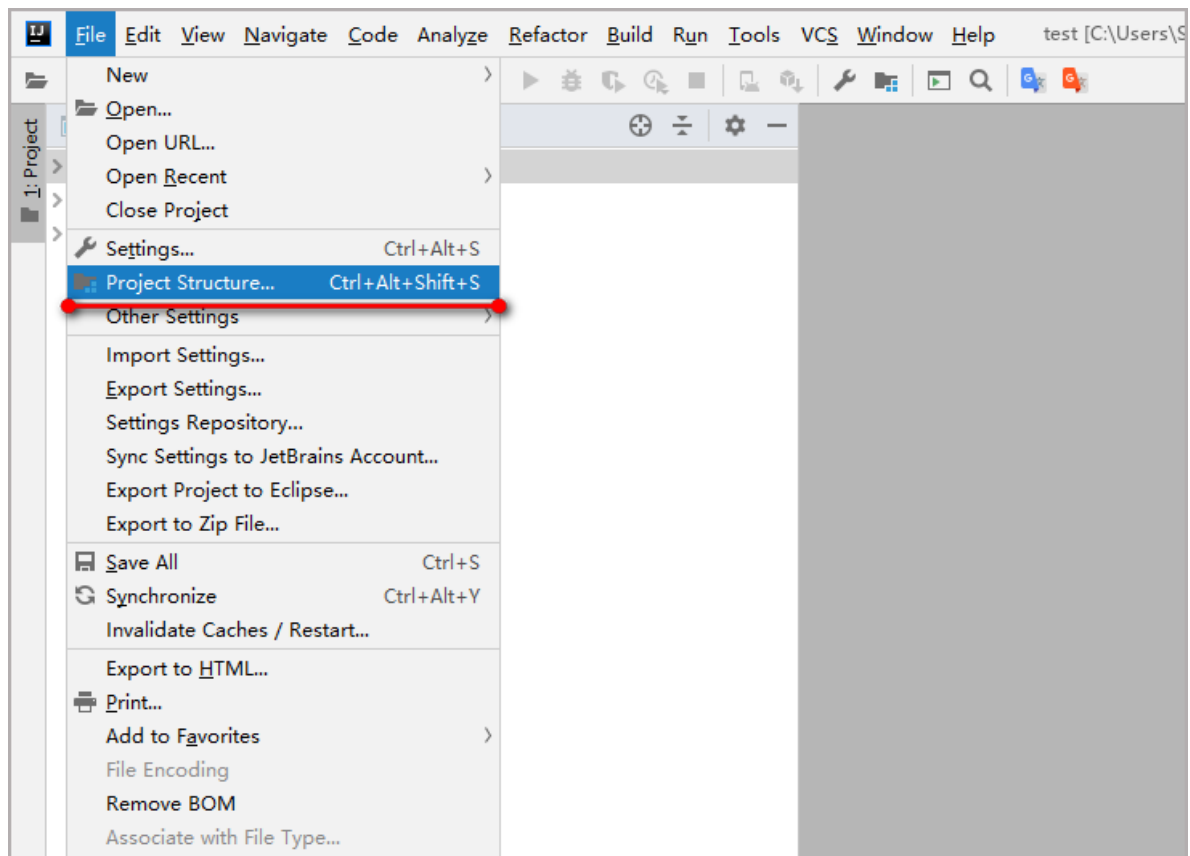 IJ File Edit View Navigate Code Analyze Refactor Build Run Tools VCS Window Help test [C:\Users\S
1: Project
New
Open...
Open URL...
Open Recent
Close Project
Settings... Ctrl+Alt+S
Project Structure... Ctrl+Alt+Shift+S
Other Settings
Import Settings...
Export Settings...
Settings Repository...
Sync Settings to JetBrains Account...
Export Project to Eclipse...
Export to Zip File...
Save All Ctrl+S
Synchronize Ctrl+Alt+Y
Invalidate Caches / Restart...
Export to HTML...
Print...
Add to Favorites
File Encoding
Remove BOM
Associate with File Type...